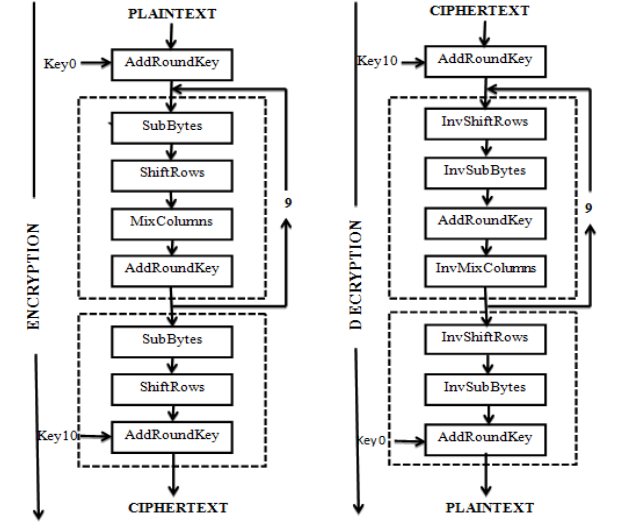 PLAINTEXT
Key0
AddRoundKey
SubBytes
ShiftRows
MixColumns
AddRoundKey
9
SubBytes
ShiftRows
Key10
AddRoundKey
CIPHERTEXT
ENCRYPTION
CIPHERTEXT
Key10
AddRoundKey
InvShiftRows
InvSubBytes
AddRoundKey
InvMixColumns
9
InvShiftRows
InvSubBytes
Key0
AddRoundKey
PLAINTEXT
DECRYPTION